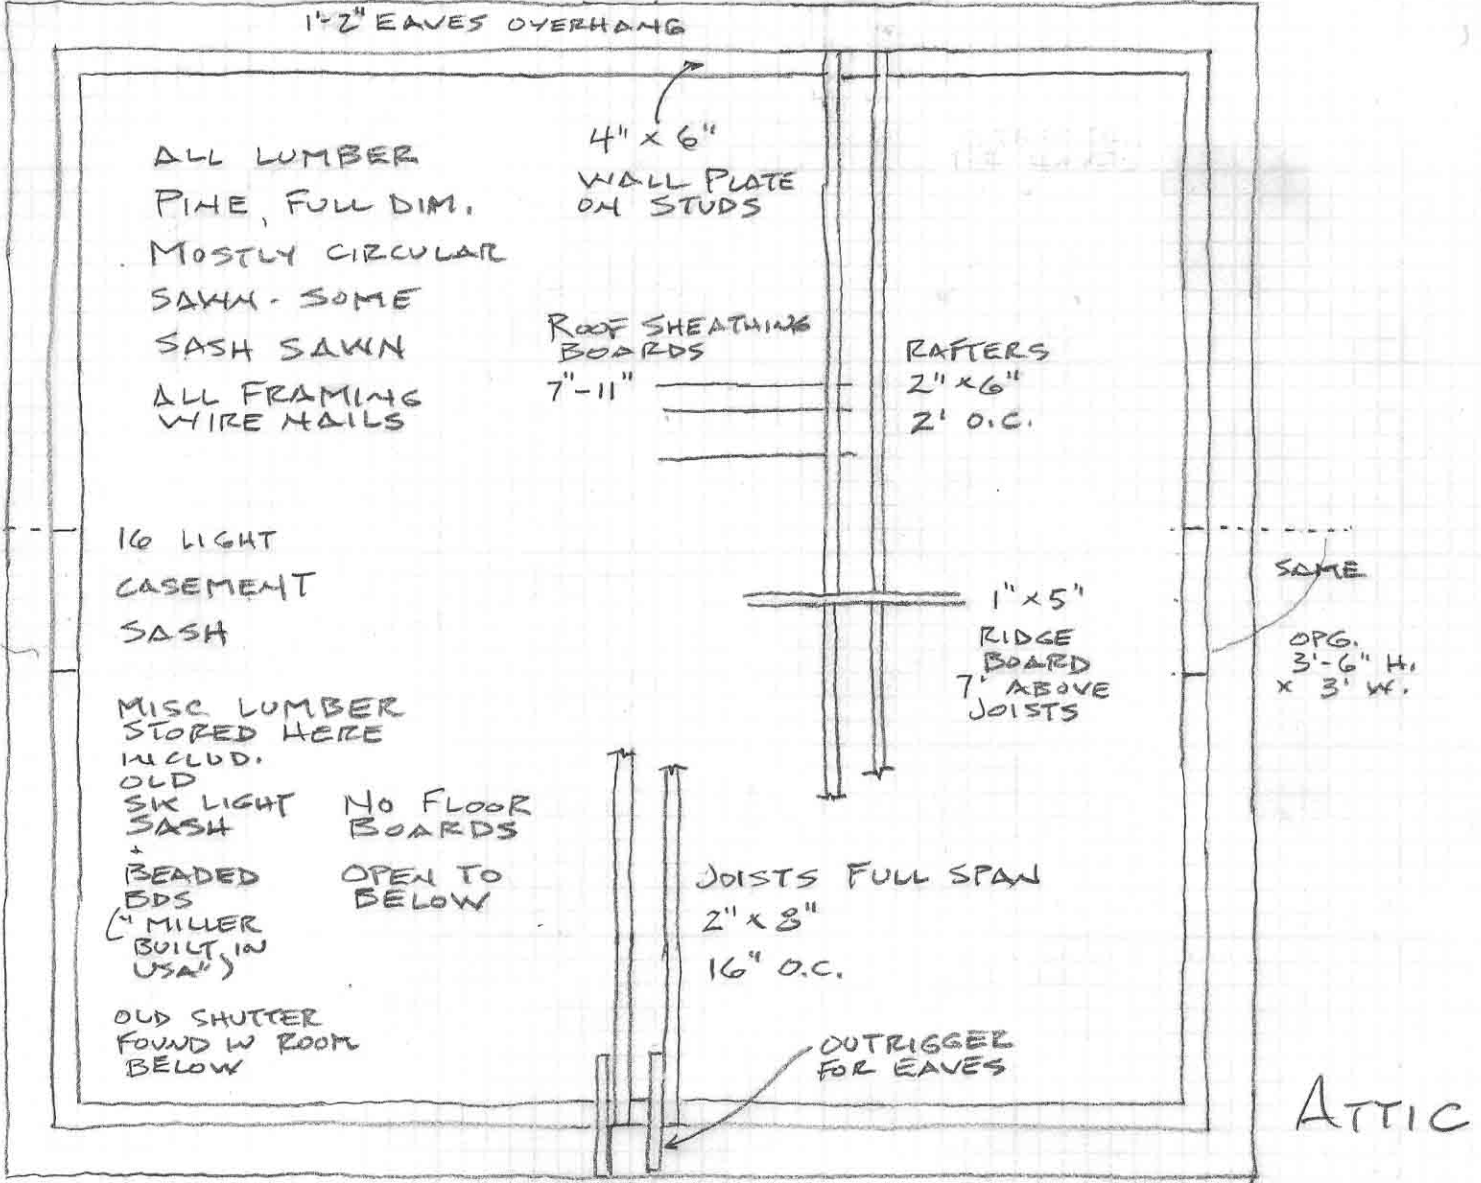 1'-2" EAVES OVERHANG
4" x 6"
WALL PLATE
ON STUDS
ALL LUMBER
PINE, FULL DIM.
MOSTLY CIRCULAR
SAWN - SOME
SASH SAWN
ALL FRAMING
WIRE NAILS
ROOF SHEATHING
BOARDS
7"-11"
RAFTERS
2" x 6"
2' O.C.
16 LIGHT
CASEMENT
SASH
1" x 5"
RIDGE
BOARD
7' ABOVE
JOISTS
SAME
OPG.
3'-6" H.
x 3' W.
MISC LUMBER
STORED HERE
INCLUD.
OLD
SIX LIGHT
SASH
+
BEADED
BDS
("MILLER
BUILT IN
USA")
NO FLOOR
BOARDS
OPEN TO
BELOW
JOISTS FULL SPAN
2" x 8"
16" O.C.
OLD SHUTTER
FOUND IN ROOM
BELOW
OUTRIGGER
FOR EAVES
ATTIC